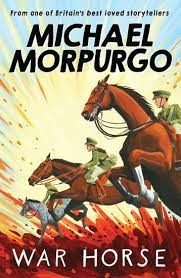 From one of Britain's best loved storytellers
MICHAEL
MORPURGO
WAR HORSE